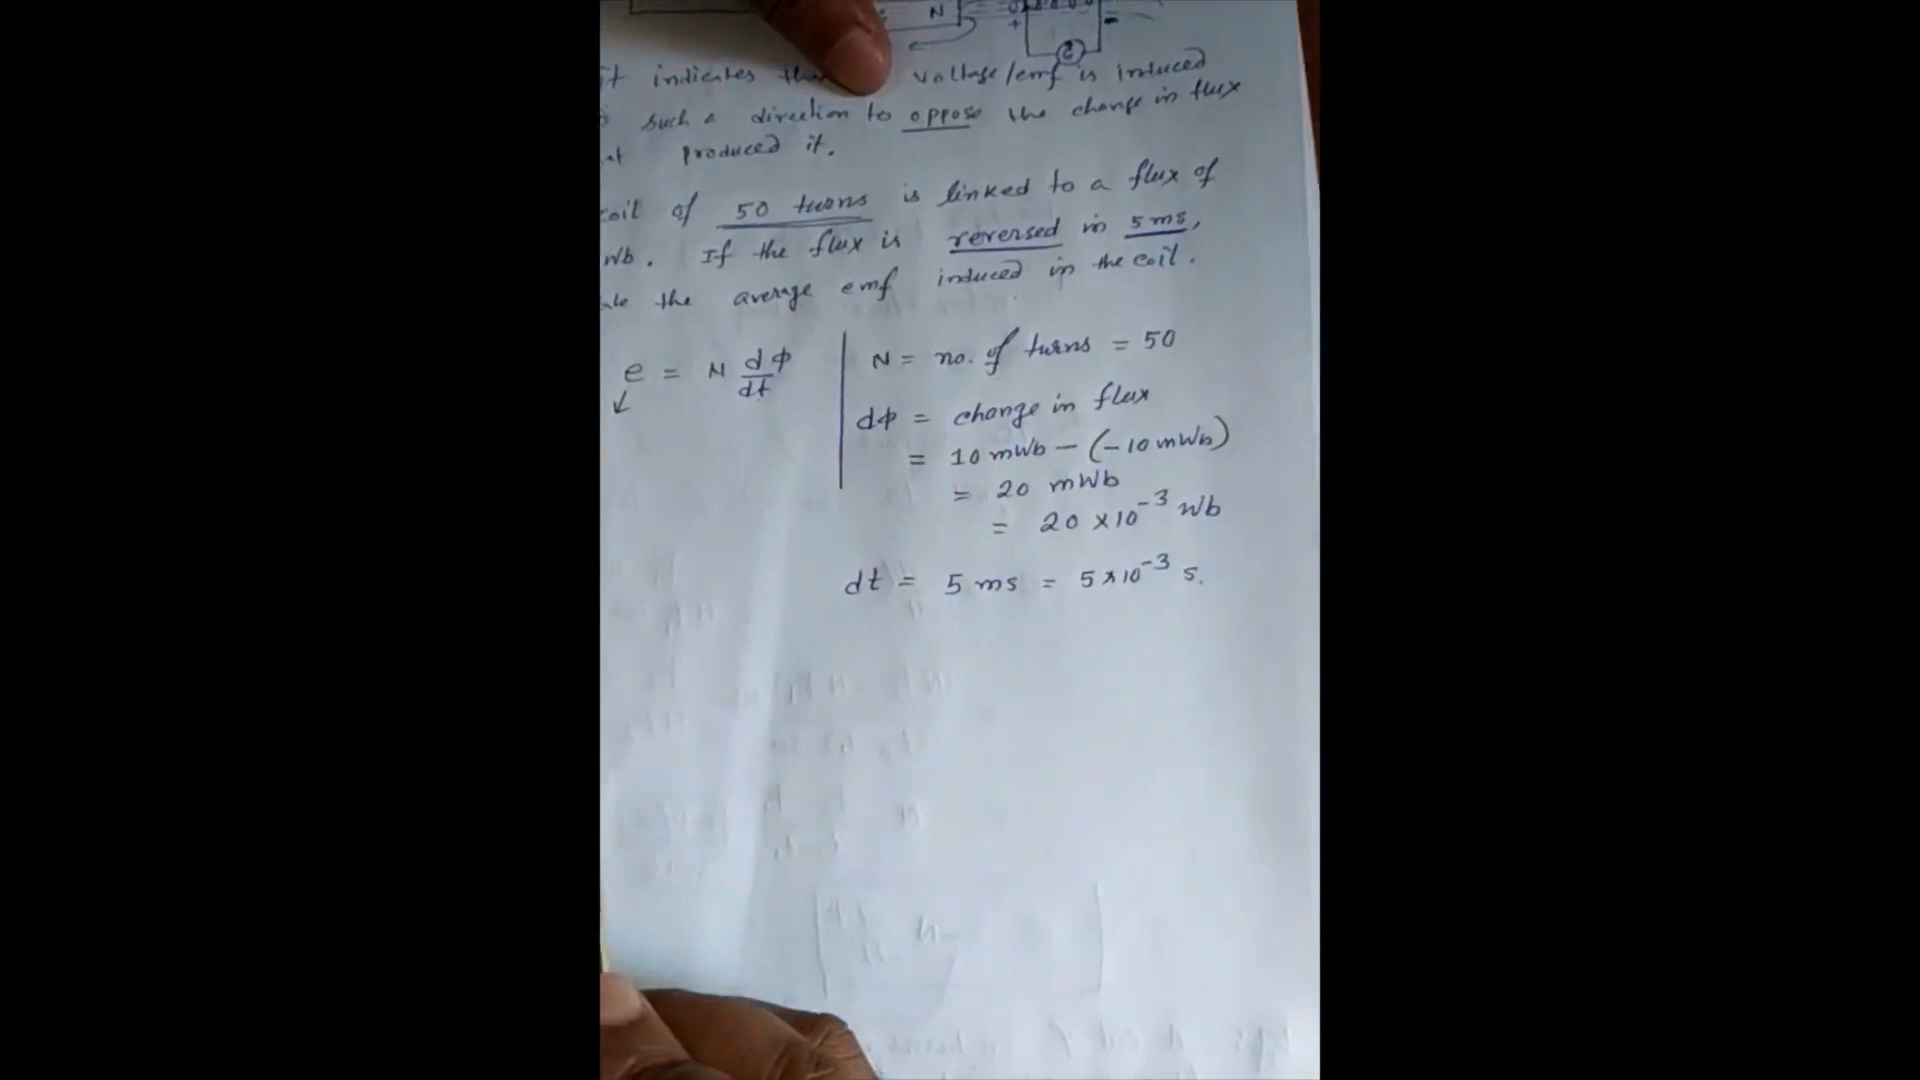 N
+ -
it indicates voltage/emf is induced
such a direction to oppose the change in flux
produced it.
coil of 50 turns is linked to a flux of
Wb. If the flux is reversed in 5 ms,
the average emf induced in the coil.
e = N dφ/dt
N = no. of turns = 50
dφ = change in flux
= 10 mWb - (-10 mWb)
= 20 mWb
= 20 × 10⁻³ Wb
dt = 5 ms = 5 × 10⁻³ s.